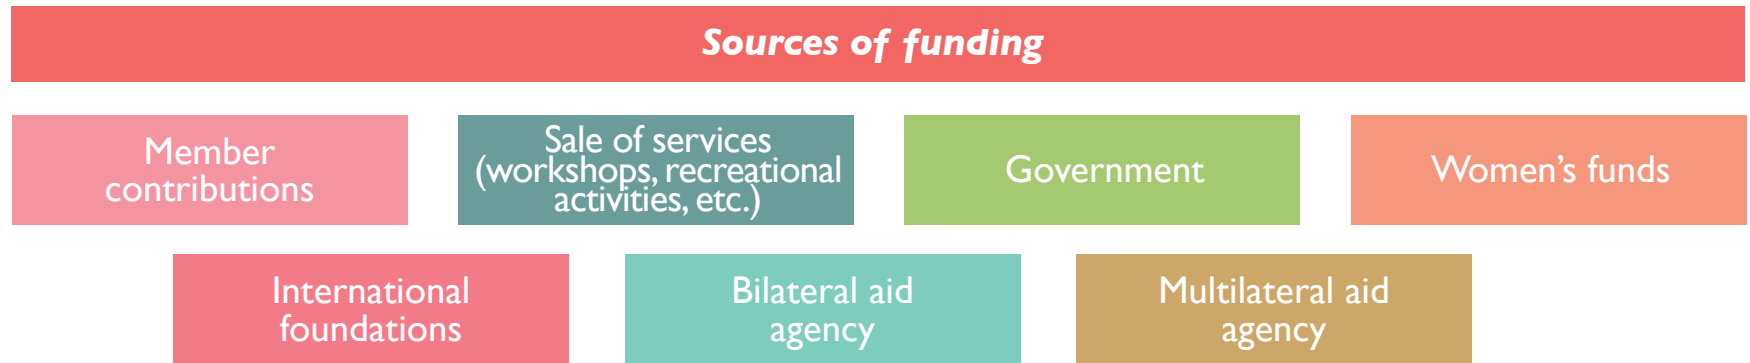 Sources of funding
Member
contributions
Sale of services
(workshops, recreational
activities, etc.)
Government
Women’s funds
International
foundations
Bilateral aid
agency
Multilateral aid
agency